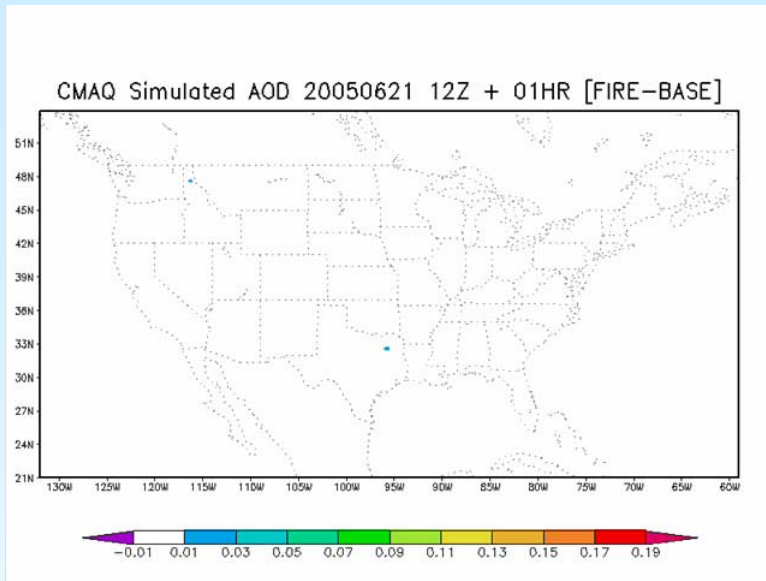 CMAQ Simulated AOD 20050621 12Z + 01HR [FIRE-BASE]
51N
48N
45N
42N
39N
36N
33N
30N
27N
24N
21N
130W 125W 120W 115W 110W 105W 100W 95W 90W 85W 80W 75W 70W 65W 60W
-0.01 0.01 0.03 0.05 0.07 0.09 0.11 0.13 0.15 0.17 0.19